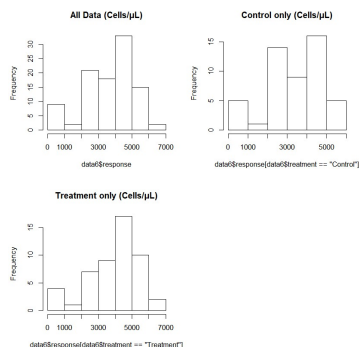 All Data (Cells/µL)
Frequency
0 5 10 15 20 25 30
0 1000 3000 5000 7000
data6$response
Control only (Cells/µL)
Frequency
0 5 10 15
0 1000 3000 5000
data6$response[data6$treatment == "Control"]
Treatment only (Cells/µL)
Frequency
0 5 10 15
0 1000 3000 5000 7000
data6$response[data6$treatment == "Treatment"]